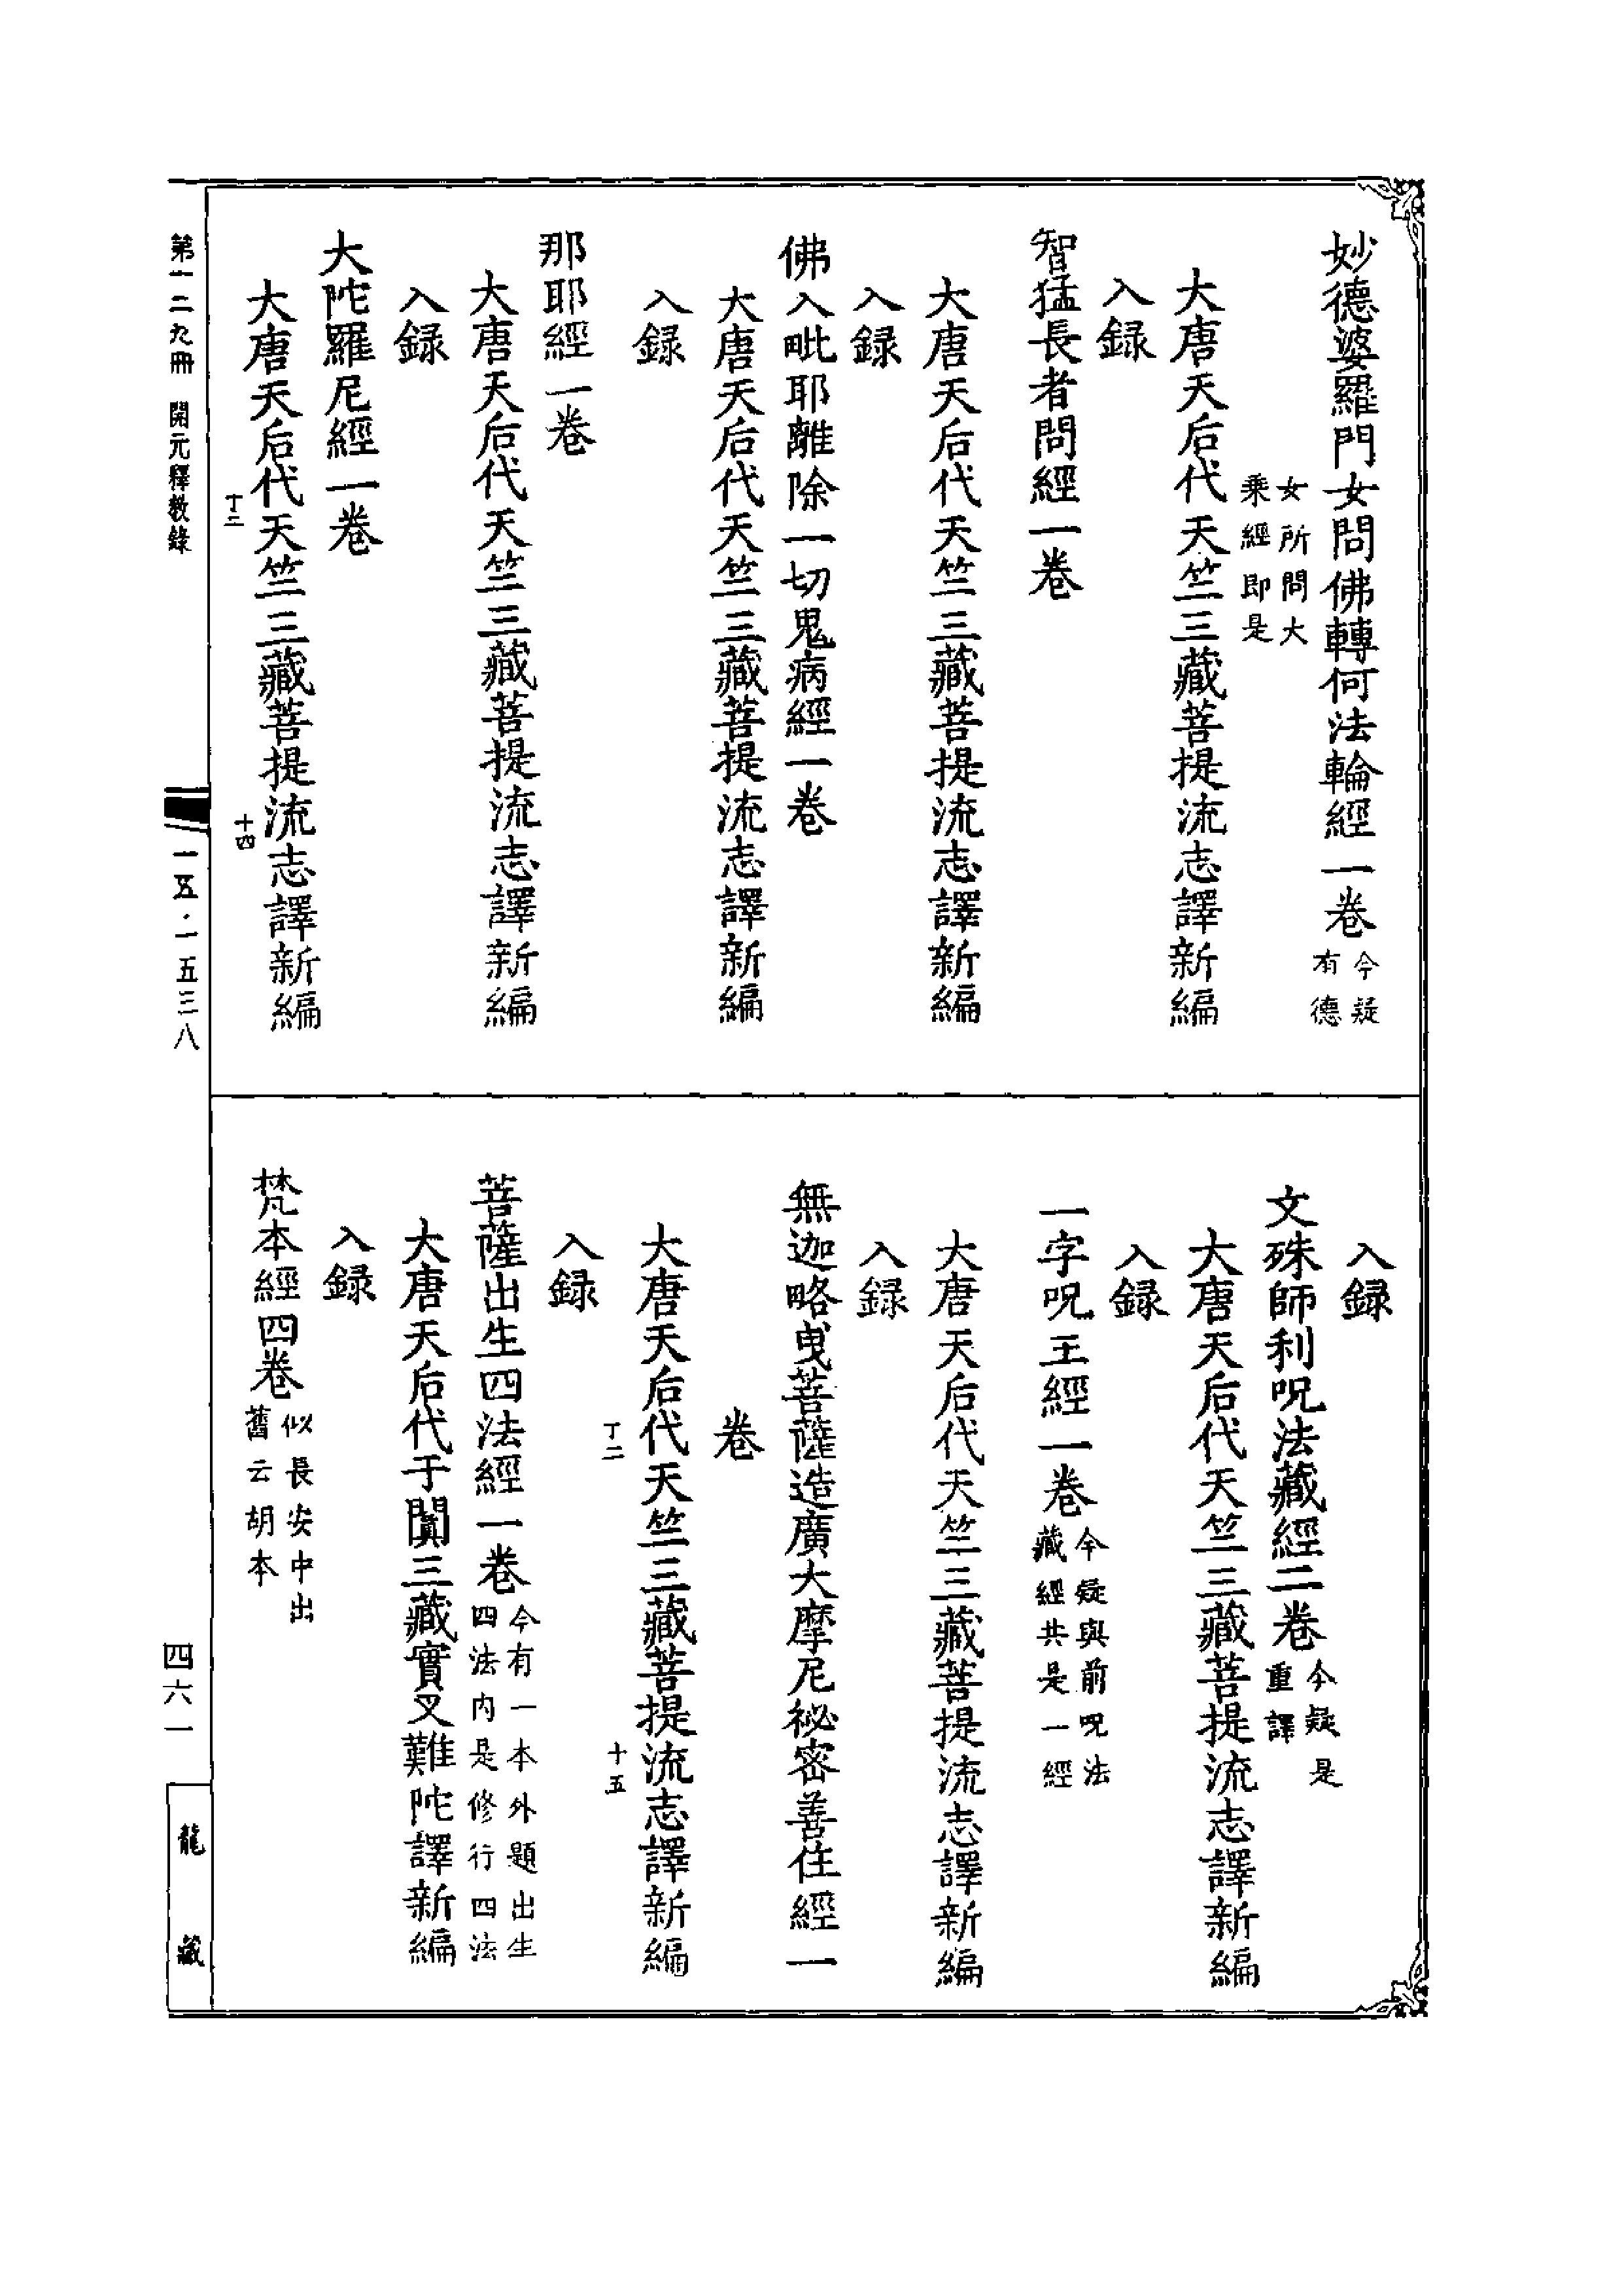 妙德婆羅門女問佛轉何法輪經一卷今疑有德
女所問大乘經即是
大唐天后代天竺三藏菩提流志譯新編
入録
智猛長者問經一卷
大唐天后代天竺三藏菩提流志譯新編
入録
佛入毗耶離除一切鬼病經一卷
大唐天后代天竺三藏菩提流志譯新編
入録
那耶經一卷
大唐天后代天竺三藏菩提流志譯新編
入録
大陀羅尼經一卷
大唐天后代天竺三藏菩提流志譯新編
丁二
十四
入録
文殊師利呪法藏經二卷今疑是重譯
大唐天后代天竺三藏菩提流志譯新編
入録
一字呪王經一卷今疑與前呪法藏經共是一經
大唐天后代天竺三藏菩提流志譯新編
入録
無迦略曳菩薩造廣大摩尼祕密善住經一
卷
大唐天后代天竺三藏菩提流志譯新編
丁二
十五
入録
菩薩出生四法經一卷今有一本外題出生四法内是修行四法
大唐天后代于闐三藏實叉難陀譯新編
入録
梵本經四卷似長安中出舊云胡本
第一二九冊 開元釋教錄
一五·一五三八
四六一
龍藏